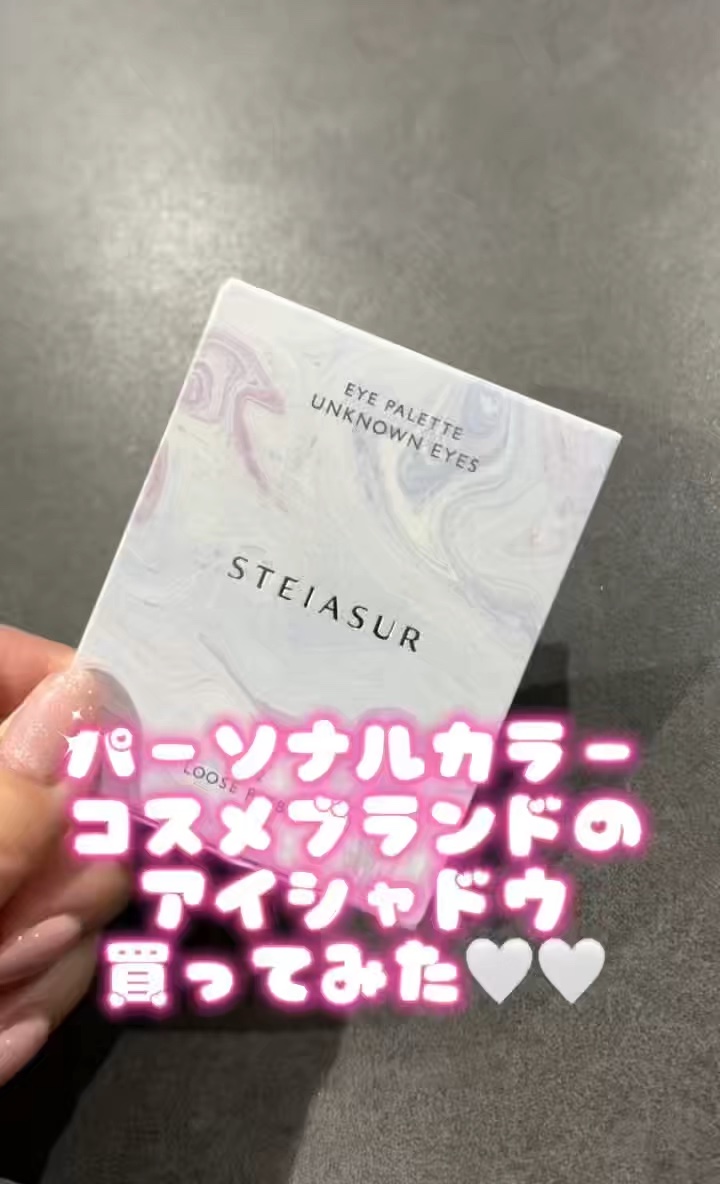 EYE PALETTE
UNKNOWN EYES
STEIASUR
LOOSE
パーソナルカラー
コスメブランドの
アイシャドウ
買ってみた🤍🤍